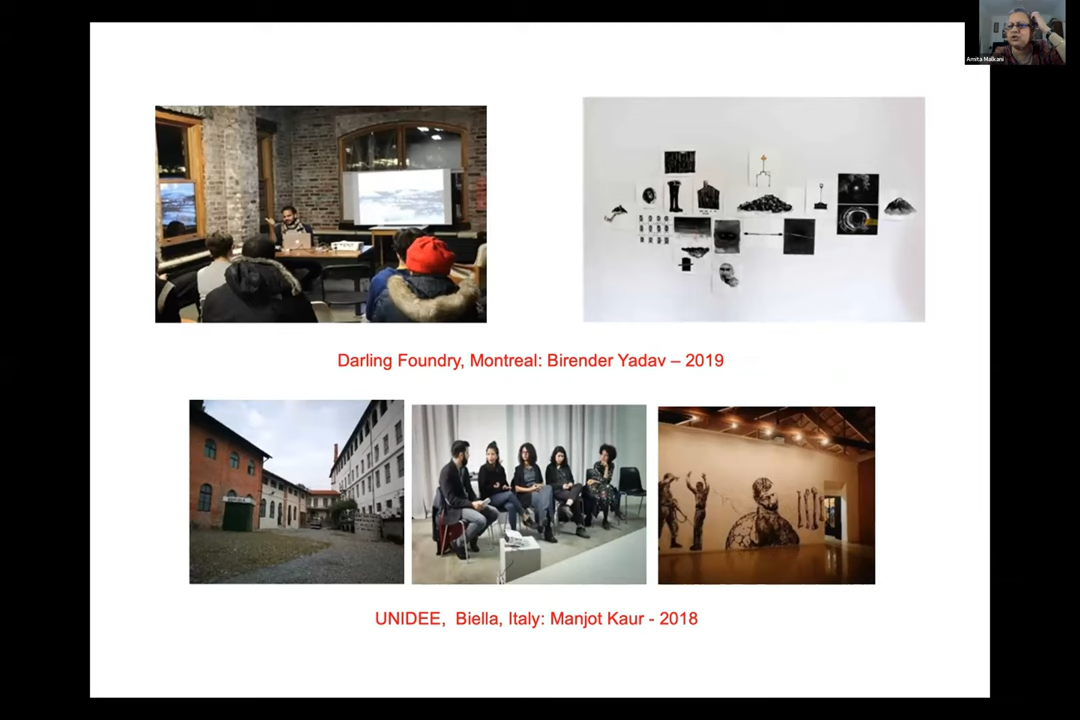 Amita Malkani
Darling Foundry, Montreal: Birender Yadav – 2019
UNIDEE,  Biella, Italy: Manjot Kaur - 2018